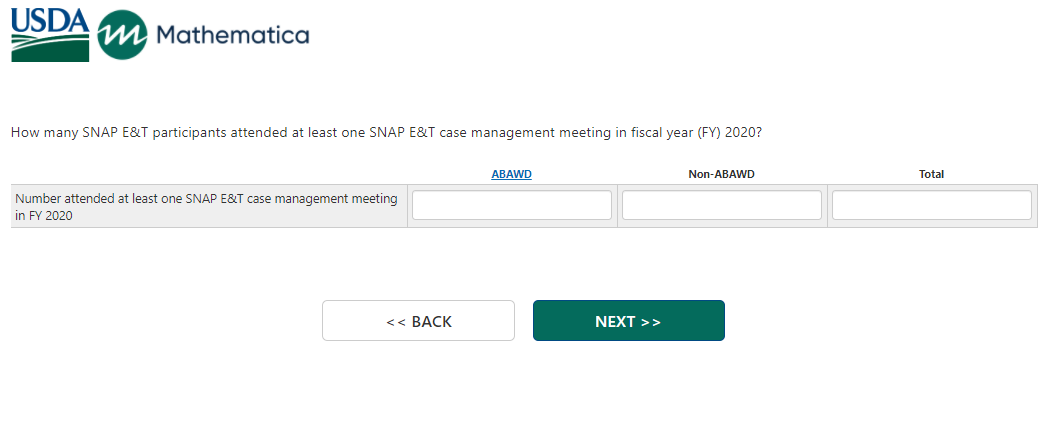 USDA
m Mathematica
How many SNAP E&T participants attended at least one SNAP E&T case management meeting in fiscal year (FY) 2020?
ABAWD Non-ABAWD Total
Number attended at least one SNAP E&T case management meeting
in FY 2020
<< BACK NEXT >>